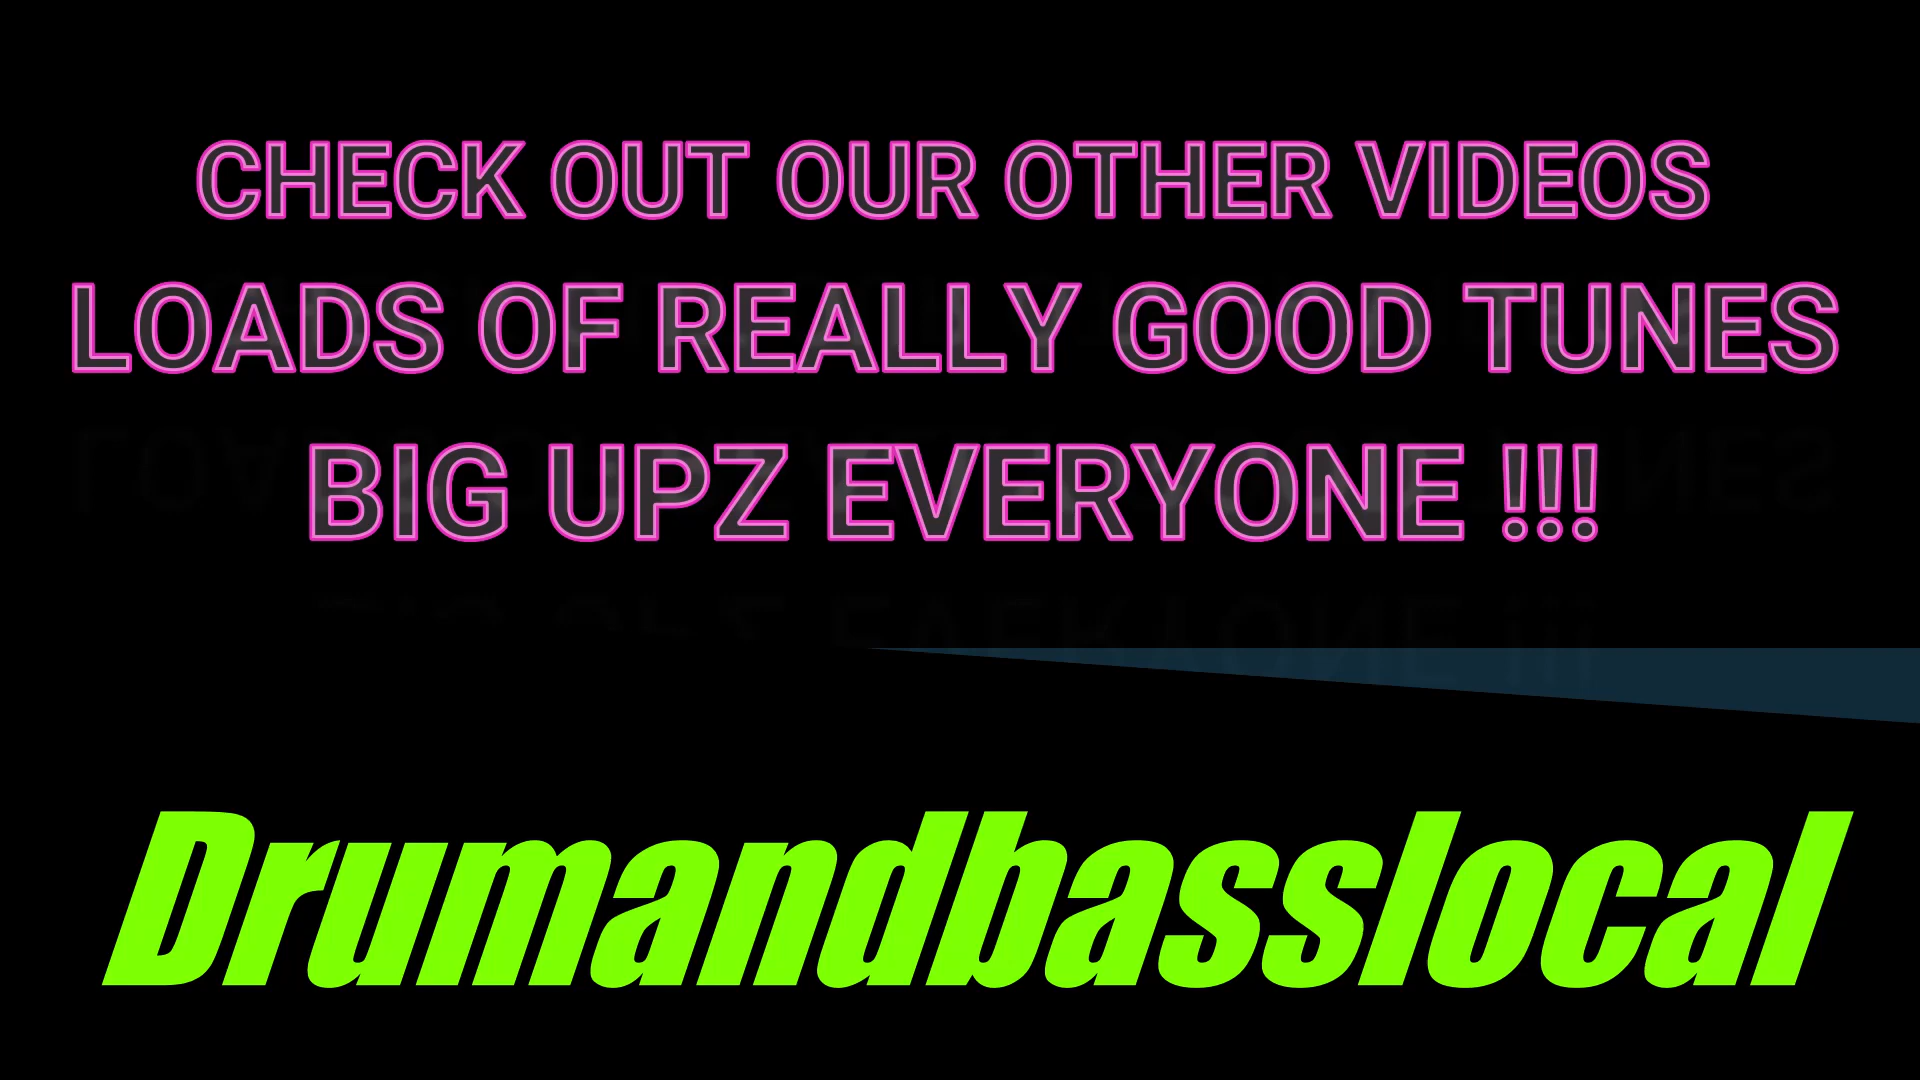 CHECK OUT OUR OTHER VIDEOS
LOADS OF REALLY GOOD TUNES
BIG UPZ EVERYONE !!!
Drumandbasslocal